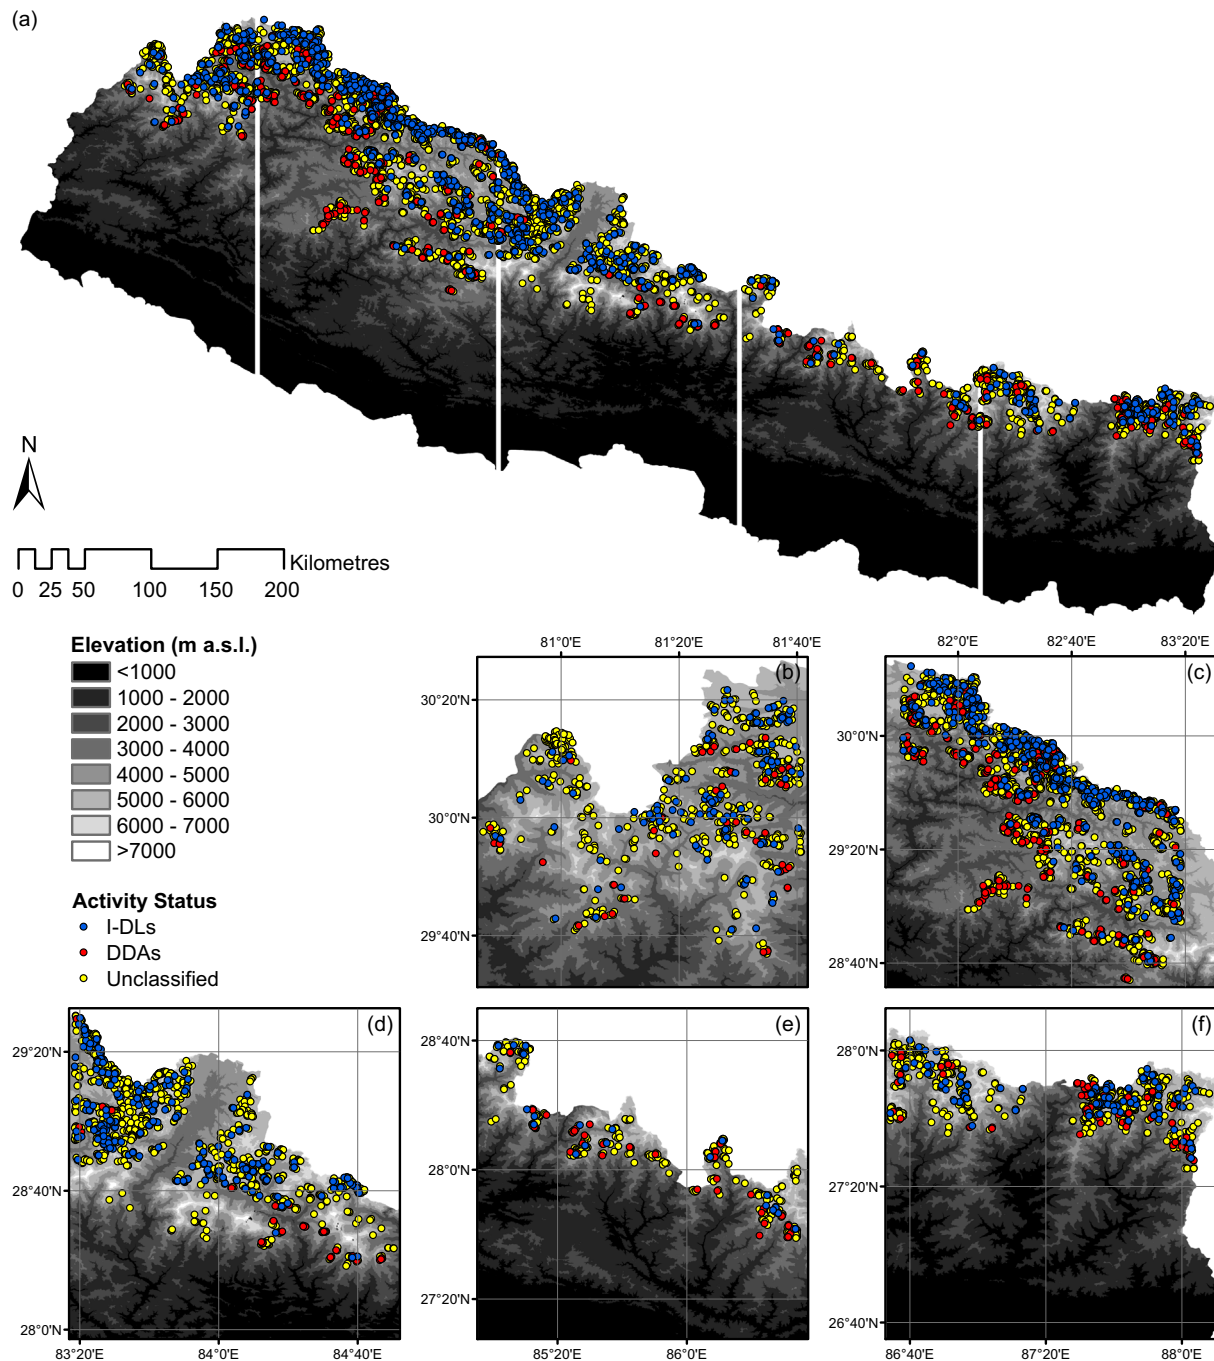 (a)
N
Kilometres
0 25 50 100 150 200
Elevation (m a.s.l.)
<1000
1000 - 2000
2000 - 3000
3000 - 4000
4000 - 5000
5000 - 6000
6000 - 7000
>7000
Activity Status
I-DLs
DDAs
Unclassified
81°0'E 81°20'E 81°40'E
(b)
30°20'N
30°0'N
29°40'N
82°0'E 82°40'E 83°20'E
(c)
30°0'N
29°20'N
28°40'N
(d)
29°20'N
28°40'N
28°0'N
83°20'E 84°0'E 84°40'E
(e)
28°40'N
28°0'N
27°20'N
85°20'E 86°0'E
(f)
28°0'N
27°20'N
26°40'N
86°40'E 87°20'E 88°0'E